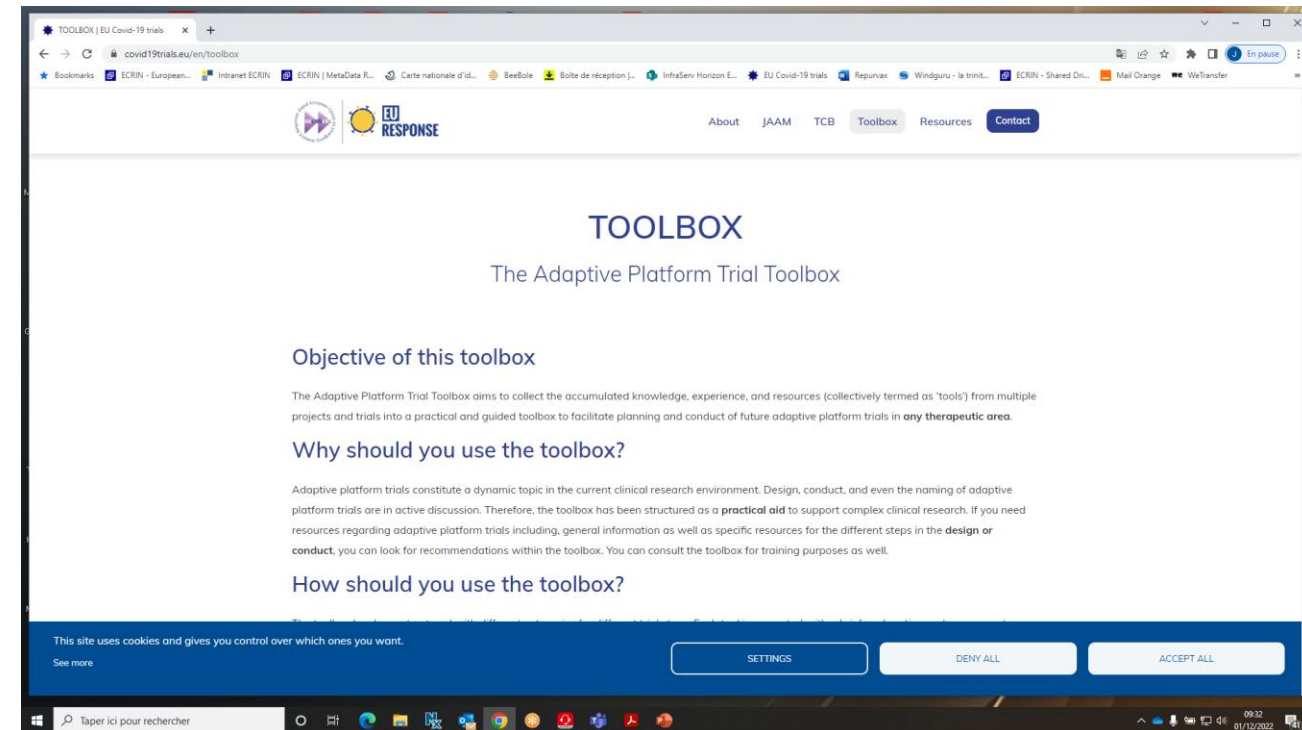 TOOLBOX | EU Covid-19 trials
covid19trials.eu/en/toolbox
En pause
Bookmarks ECRIN - European... Intranet ECRIN ECRIN | MetaData R... Carte nationale d'id... BeeBole Boîte de réception (... InfraServ Horizon E... EU Covid-19 trials Repurvax Windguru - la trinit... ECRIN - Shared Dri... Mail Orange WeTransfer
EU RESPONSE
About JAAM TCB Toolbox Resources Contact
TOOLBOX
The Adaptive Platform Trial Toolbox
Objective of this toolbox
The Adaptive Platform Trial Toolbox aims to collect the accumulated knowledge, experience, and resources (collectively termed as 'tools') from multiple
projects and trials into a practical and guided toolbox to facilitate planning and conduct of future adaptive platform trials in any therapeutic area.
Why should you use the toolbox?
Adaptive platform trials constitute a dynamic topic in the current clinical research environment. Design, conduct, and even the naming of adaptive
platform trials are in active discussion. Therefore, the toolbox has been structured as a practical aid to support complex clinical research. If you need
resources regarding adaptive platform trials including, general information as well as specific resources for the different steps in the design or
conduct, you can look for recommendations within the toolbox. You can consult the toolbox for training purposes as well.
How should you use the toolbox?
This site uses cookies and gives you control over which ones you want.
See more
SETTINGS DENY ALL ACCEPT ALL
Taper ici pour rechercher
09:32
01/12/2022